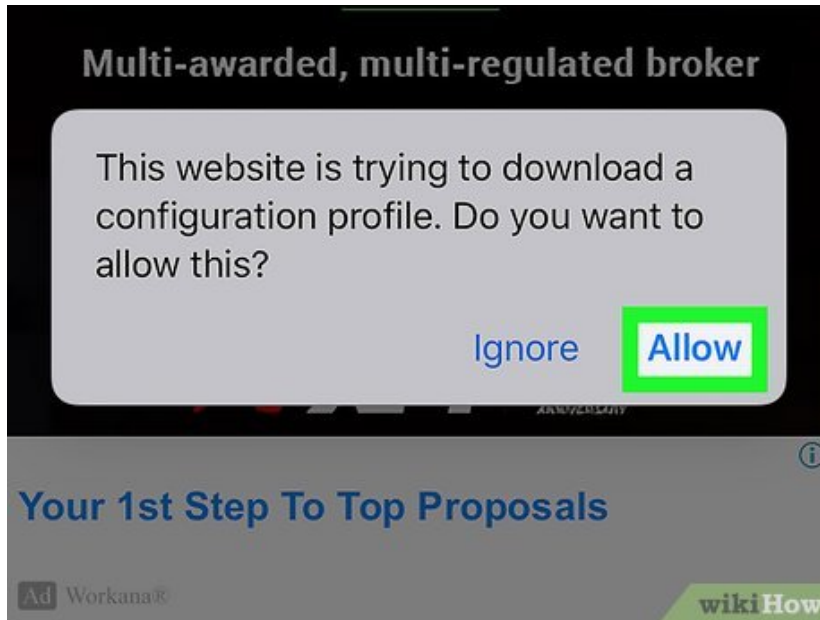 Multi-awarded, multi-regulated broker
This website is trying to download a
configuration profile. Do you want to
allow this?
Ignore
Allow
ANNIVERSARY
Your 1st Step To Top Proposals
Ad Workana®
wikiHow